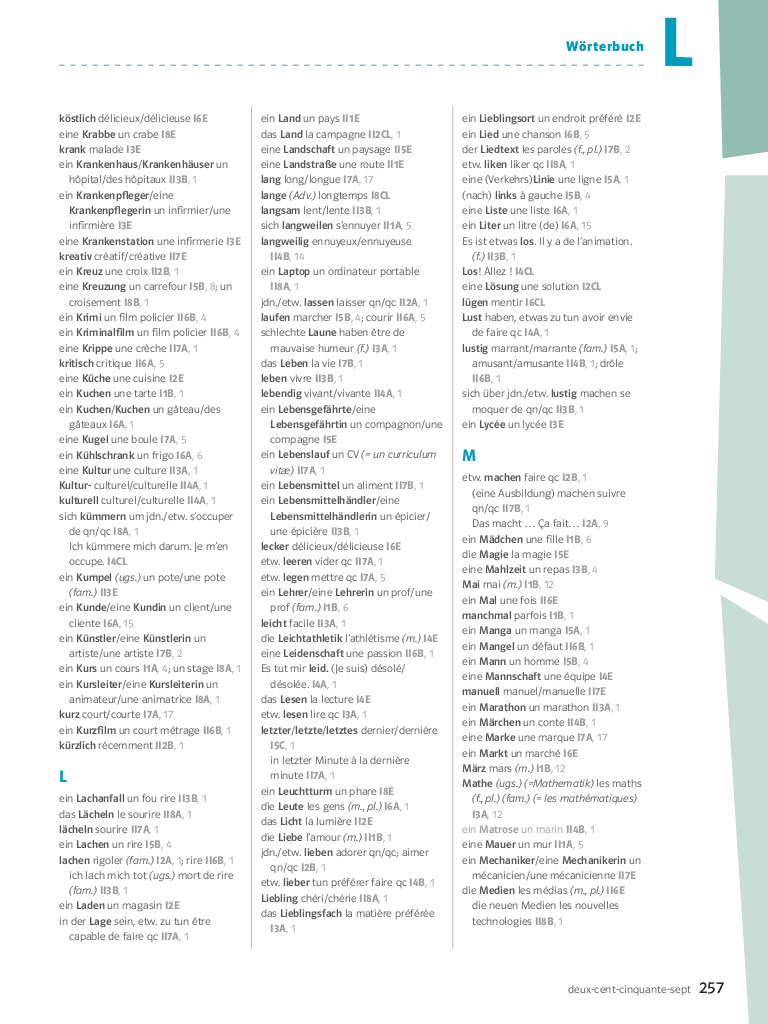 Wörterbuch
L
köstlich délicieux/délicieuse I6E
eine Krabbe un crabe I8E
krank malade I3E
ein Krankenhaus/Krankenhäuser un
hôpital/des hôpitaux II3B, 1
ein Krankenpfleger/eine
Krankenpflegerin un infirmier/une
infirmière I3E
eine Krankenstation une infirmerie I3E
kreativ créatif/créative II7E
ein Kreuz une croix II2B, 1
eine Kreuzung un carrefour I5B, 8; un
croisement I8B, 1
ein Krimi un film policier II6B, 4
ein Kriminalfilm un film policier II6B, 4
eine Krippe une crèche II7A, 1
kritisch critique II6A, 5
eine Küche une cuisine I2E
ein Kuchen une tarte I1B, 1
ein Kuchen/Kuchen un gâteau/des
gâteaux I6A, 1
eine Kugel une boule I7A, 5
ein Kühlschrank un frigo I6A, 6
eine Kultur une culture II3A, 1
Kultur- culturel/culturelle II4A, 1
kulturell culturel/culturelle II4A, 1
sich kümmern um jdn./etw. s'occuper
de qn/qc I8A, 1
Ich kümmere mich darum. Je m'en
occupe. I4CL
ein Kumpel (ugs.) un pote/une pote
(fam.) II3E
ein Kunde/eine Kundin un client/une
cliente I6A, 15
ein Künstler/eine Künstlerin un
artiste/une artiste I7B, 2
ein Kurs un cours I1A, 4; un stage I8A, 1
ein Kursleiter/eine Kursleiterin un
animateur/une animatrice I8A, 1
kurz court/courte I7A, 17
ein Kurzfilm un court métrage II6B, 1
kürzlich récemment II2B, 1
L
ein Lachanfall un fou rire II3B, 1
das Lächeln le sourire II8A, 1
lächeln sourire II7A, 1
ein Lachen un rire I5B, 4
lachen rigoler (fam.) I2A, 1; rire II6B, 1
ich lach mich tot (ugs.) mort de rire
(fam.) II3B, 1
ein Laden un magasin I2E
in der Lage sein, etw. zu tun être
capable de faire qc II7A, 1
ein Land un pays II1E
das Land la campagne II2CL, 1
eine Landschaft un paysage II5E
eine Landstraße une route II1E
lang long/longue I7A, 17
lange (Adv.) longtemps I8CL
langsam lent/lente II3B, 1
sich langweilen s'ennuyer II1A, 5
langweilig ennuyeux/ennuyeuse
II4B, 14
ein Laptop un ordinateur portable
II8A, 1
jdn./etw. lassen laisser qn/qc II2A, 1
laufen marcher I5B, 4; courir II6A, 5
schlechte Laune haben être de
mauvaise humeur (f.) I3A, 1
das Leben la vie I7B, 1
leben vivre II3B, 1
lebendig vivant/vivante II4A, 1
ein Lebensgefährte/eine
Lebensgefährtin un compagnon/une
compagne I5E
ein Lebenslauf un CV (= un curriculum
vitæ) II7A, 1
ein Lebensmittel un aliment II7B, 1
ein Lebensmittelhändler/eine
Lebensmittelhändlerin un épicier/
une épicière II3B, 1
lecker délicieux/délicieuse I6E
etw. leeren vider qc II7A, 1
etw. legen mettre qc I7A, 5
ein Lehrer/eine Lehrerin un prof/une
prof (fam.) I1B, 6
leicht facile II3A, 1
die Leichtathletik l'athlétisme (m.) I4E
eine Leidenschaft une passion II6B, 1
Es tut mir leid. (Je suis) désolé/
désolée. I4A, 1
das Lesen la lecture I4E
etw. lesen lire qc I3A, 1
letzter/letzte/letztes dernier/dernière
I5C, 1
in letzter Minute à la dernière
minute II7A, 1
ein Leuchtturm un phare I8E
die Leute les gens (m., pl.) I6A, 1
das Licht la lumière II2E
die Liebe l'amour (m.) II1B, 1
jdn./etw. lieben adorer qn/qc; aimer
qn/qc I2B, 1
etw. lieber tun préférer faire qc I4B, 1
Liebling chéri/chérie II8A, 1
das Lieblingsfach la matière préférée
I3A, 1
ein Lieblingsort un endroit préféré I2E
ein Lied une chanson I6B, 5
der Liedtext les paroles (f., pl.) I7B, 2
etw. liken liker qc II8A, 1
eine (Verkehrs)Linie une ligne I5A, 1
(nach) links à gauche I5B, 4
eine Liste une liste I6A, 1
ein Liter un litre (de) I6A, 15
Es ist etwas los. Il y a de l'animation.
(f.) II3B, 1
Los! Allez ! I4CL
eine Lösung une solution I2CL
lügen mentir I6CL
Lust haben, etwas zu tun avoir envie
de faire qc I4A, 1
lustig marrant/marrante (fam.) I5A, 1;
amusant/amusante II4B, 1; drôle
II6B, 1
sich über jdn./etw. lustig machen se
moquer de qn/qc II3B, 1
ein Lycée un lycée I3E
M
etw. machen faire qc I2B, 1
(eine Ausbildung) machen suivre
qn/qc II7B, 1
Das macht … Ça fait… I2A, 9
ein Mädchen une fille I1B, 6
die Magie la magie I5E
eine Mahlzeit un repas I3B, 4
Mai mai (m.) I1B, 12
ein Mal une fois II6E
manchmal parfois I1B, 1
ein Manga un manga I5A, 1
ein Mangel un défaut II6B, 1
ein Mann un homme I5B, 4
eine Mannschaft une équipe I4E
manuell manuel/manuelle II7E
ein Marathon un marathon II3A, 1
ein Märchen un conte II4B, 1
eine Marke une marque I7A, 17
ein Markt un marché I6E
März mars (m.) I1B, 12
Mathe (ugs.) (=Mathematik) les maths
(f., pl.) (fam.) (= les mathématiques)
I3A, 12
ein Matrose un marin II4B, 1
eine Mauer un mur II1A, 5
ein Mechaniker/eine Mechanikerin un
mécanicien/une mécanicienne II7E
die Medien les médias (m., pl.) II6E
die neuen Medien les nouvelles
technologies II8B, 1
deux-cent-cinquante-sept 257